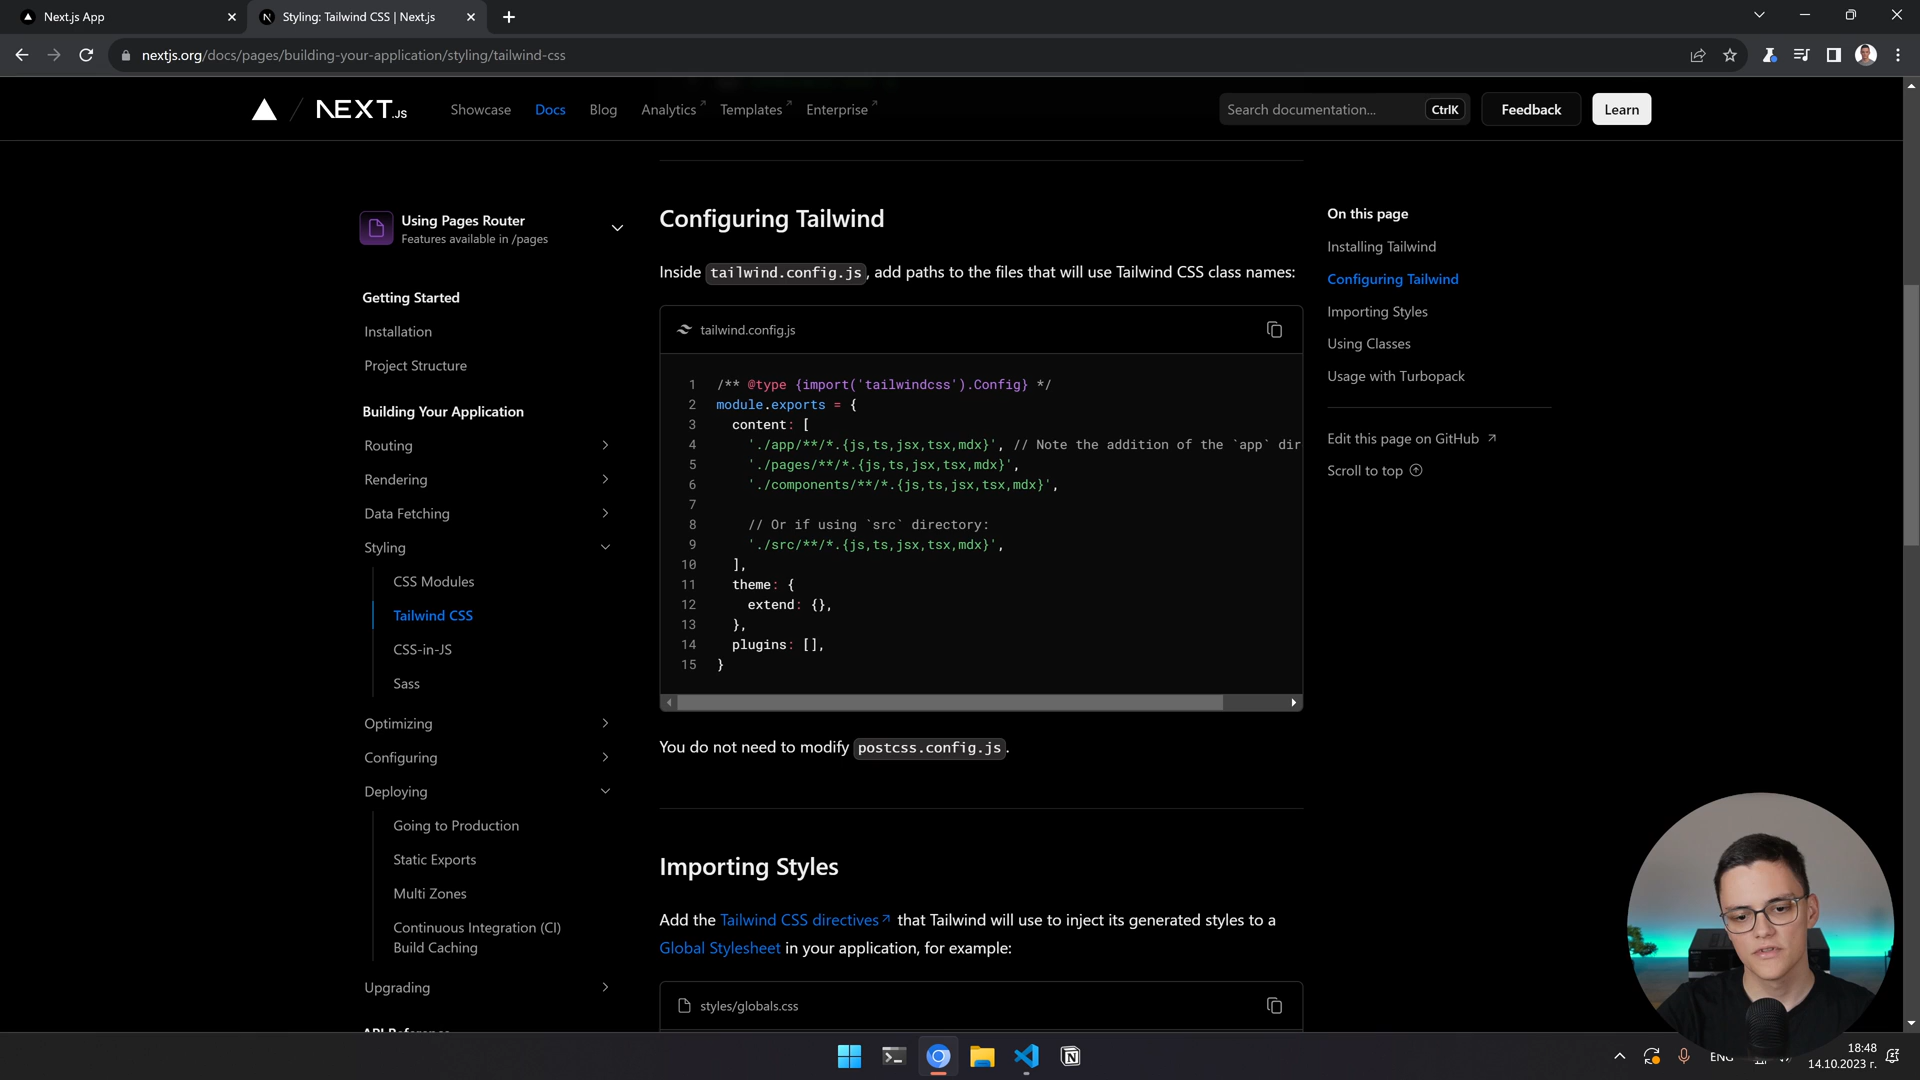 Next.js App
Styling: Tailwind CSS | Next.js
nextjs.org/docs/pages/building-your-application/styling/tailwind-css
NEXT.JS
Showcase
Docs
Blog
Analytics
Templates
Enterprise
Search documentation...
CtrlK
Feedback
Learn
Using Pages Router
Features available in /pages
Getting Started
Installation
Project Structure
Building Your Application
Routing
Rendering
Data Fetching
Styling
CSS Modules
Tailwind CSS
CSS-in-JS
Sass
Optimizing
Configuring
Deploying
Going to Production
Static Exports
Multi Zones
Continuous Integration (CI)
Build Caching
Upgrading
API Reference
Configuring Tailwind
Inside tailwind.config.js, add paths to the files that will use Tailwind CSS class names:
tailwind.config.js
1 /** @type {import('tailwindcss').Config} */
2 module.exports = {
3 content: [
4 './app/**/*.{js,ts,jsx,tsx,mdx}', // Note the addition of the `app` dir
5 './pages/**/*.{js,ts,jsx,tsx,mdx}',
6 './components/**/*.{js,ts,jsx,tsx,mdx}',
7
8 // Or if using `src` directory:
9 './src/**/*.{js,ts,jsx,tsx,mdx}',
10 ],
11 theme: {
12 extend: {},
13 },
14 plugins: [],
15 }
You do not need to modify postcss.config.js.
Importing Styles
Add the Tailwind CSS directives that Tailwind will use to inject its generated styles to a
Global Stylesheet in your application, for example:
styles/globals.css
On this page
Installing Tailwind
Configuring Tailwind
Importing Styles
Using Classes
Usage with Turbopack
Edit this page on GitHub
Scroll to top
18:48
14.10.2023 г.